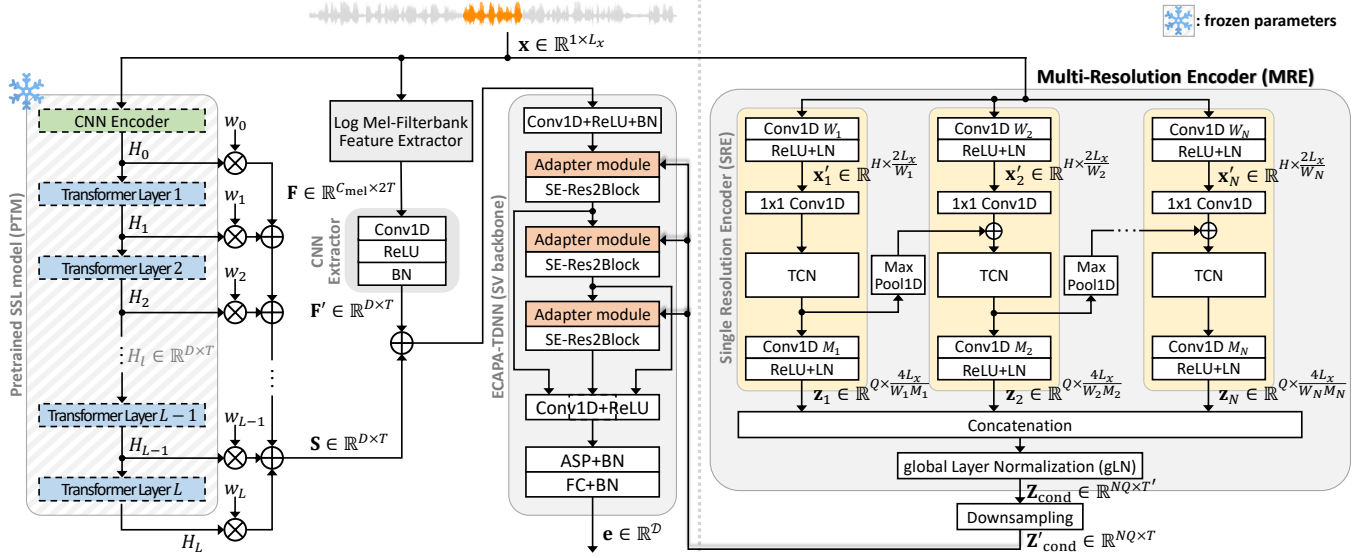 : frozen parameters
𝐱 ∈ ℝ^{1×L_x}
Multi-Resolution Encoder (MRE)
Pretrained SSL model (PTM)
CNN Encoder
H_0
Transformer Layer 1
H_1
Transformer Layer 2
H_2
H_l ∈ ℝ^{D×T}
Transformer Layer L − 1
H_{L−1}
Transformer Layer L
H_L
w_0
w_1
w_2
w_{L−1}
w_L
𝐒 ∈ ℝ^{D×T}
Log Mel-Filterbank
Feature Extractor
𝐅 ∈ ℝ^{C_mel×2T}
CNN
Extractor
Conv1D
ReLU
BN
𝐅′ ∈ ℝ^{D×T}
ECAPA-TDNN (SV backbone)
Conv1D+ReLU+BN
Adapter module
SE-Res2Block
Adapter module
SE-Res2Block
Adapter module
SE-Res2Block
Conv1D+ReLU
ASP+BN
FC+BN
𝐞 ∈ ℝ^𝒟
Single Resolution Encoder (SRE)
Conv1D W_1
ReLU+LN
𝐱′_1 ∈ ℝ^{H×2L_x/W_1}
1x1 Conv1D
TCN
Conv1D M_1
ReLU+LN
𝐳_1 ∈ ℝ^{Q×4L_x/W_1M_1}
Max
Pool1D
Conv1D W_2
ReLU+LN
𝐱′_2 ∈ ℝ^{H×2L_x/W_2}
1x1 Conv1D
TCN
Conv1D M_2
ReLU+LN
𝐳_2 ∈ ℝ^{Q×4L_x/W_2M_2}
Max
Pool1D
Conv1D W_N
ReLU+LN
𝐱′_N ∈ ℝ^{H×2L_x/W_N}
1x1 Conv1D
TCN
Conv1D M_N
ReLU+LN
𝐳_N ∈ ℝ^{Q×4L_x/W_NM_N}
Concatenation
global Layer Normalization (gLN)
𝐙_cond ∈ ℝ^{NQ×T′}
Downsampling
𝐙′_cond ∈ ℝ^{NQ×T}